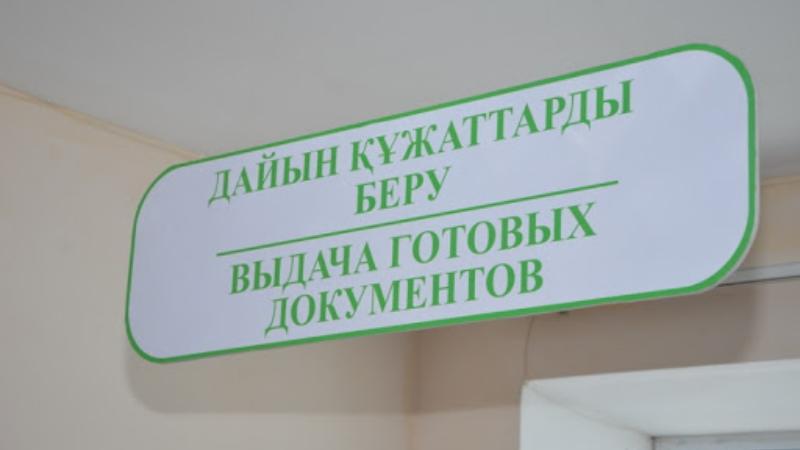 ДАЙЫН ҚҰЖАТТАРДЫ
БЕРУ
ВЫДАЧА ГОТОВЫХ
ДОКУМЕНТОВ